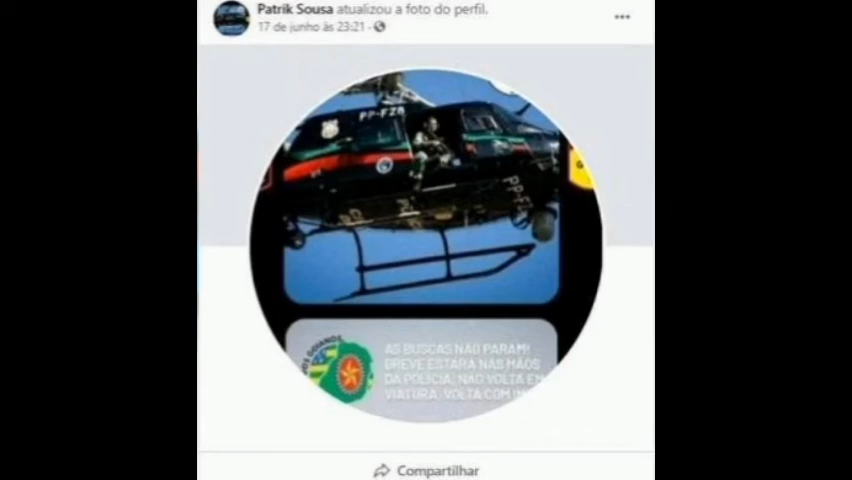 Patrik Sousa atualizou a foto do perfil.
17 de junho às 23:21
PP-FZA
AS BUSCAS NÃO PARAM!
BREVE ESTARÁ NAS MÃOS
DA POLÍCIA, NÃO VOLTA EM
VIATURA, VOLTA COM
Compartilhar